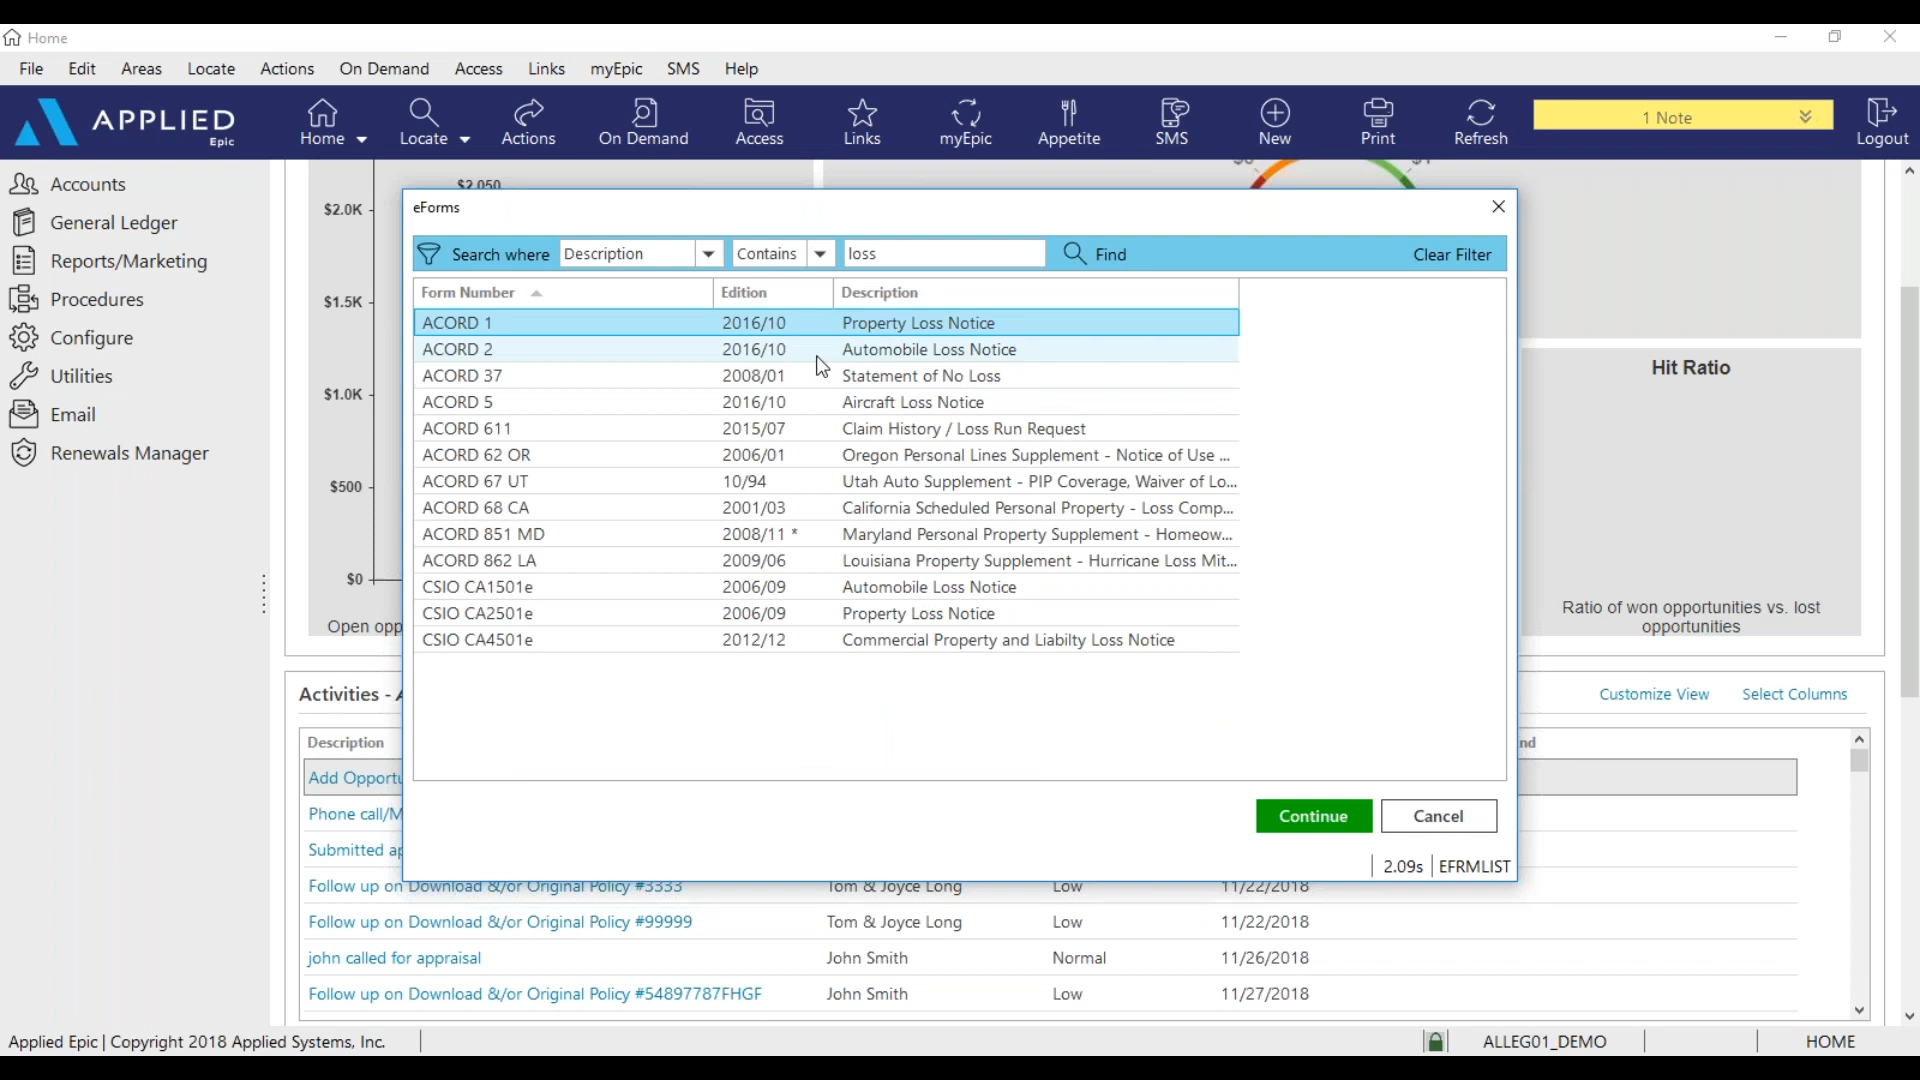 Home
File Edit Areas Locate Actions On Demand Access Links myEpic SMS Help
APPLIED Epic
Home Locate Actions On Demand Access Links myEpic Appetite SMS New Print Refresh
1 Note
Logout
Accounts
General Ledger
Reports/Marketing
Procedures
Configure
Utilities
Email
Renewals Manager
$2,050
$2.0K
$1.5K
$1.0K
$500
$0
Open opp
eForms
Search where Description Contains loss Find Clear Filter
Form Number Edition Description
ACORD 1 2016/10 Property Loss Notice
ACORD 2 2016/10 Automobile Loss Notice
ACORD 37 2008/01 Statement of No Loss
ACORD 5 2016/10 Aircraft Loss Notice
ACORD 611 2015/07 Claim History / Loss Run Request
ACORD 62 OR 2006/01 Oregon Personal Lines Supplement - Notice of Use ...
ACORD 67 UT 10/94 Utah Auto Supplement - PIP Coverage, Waiver of Lo...
ACORD 68 CA 2001/03 California Scheduled Personal Property - Loss Comp...
ACORD 851 MD 2008/11 * Maryland Personal Property Supplement - Homeow...
ACORD 862 LA 2009/06 Louisiana Property Supplement - Hurricane Loss Mit...
CSIO CA1501e 2006/09 Automobile Loss Notice
CSIO CA2501e 2006/09 Property Loss Notice
CSIO CA4501e 2012/12 Commercial Property and Liabilty Loss Notice
Continue Cancel
2.09s EFRMLIST
Hit Ratio
Ratio of won opportunities vs. lost
opportunities
Activities - Customize View Select Columns
Description nd
Add Opportu
Phone call/M
Submitted ap
Follow up on Download &/or Original Policy #3333 Tom & Joyce Long Low 11/22/2018
Follow up on Download &/or Original Policy #99999 Tom & Joyce Long Low 11/22/2018
john called for appraisal John Smith Normal 11/26/2018
Follow up on Download &/or Original Policy #54897787FHGF John Smith Low 11/27/2018
Applied Epic | Copyright 2018 Applied Systems, Inc. ALLEG01_DEMO HOME